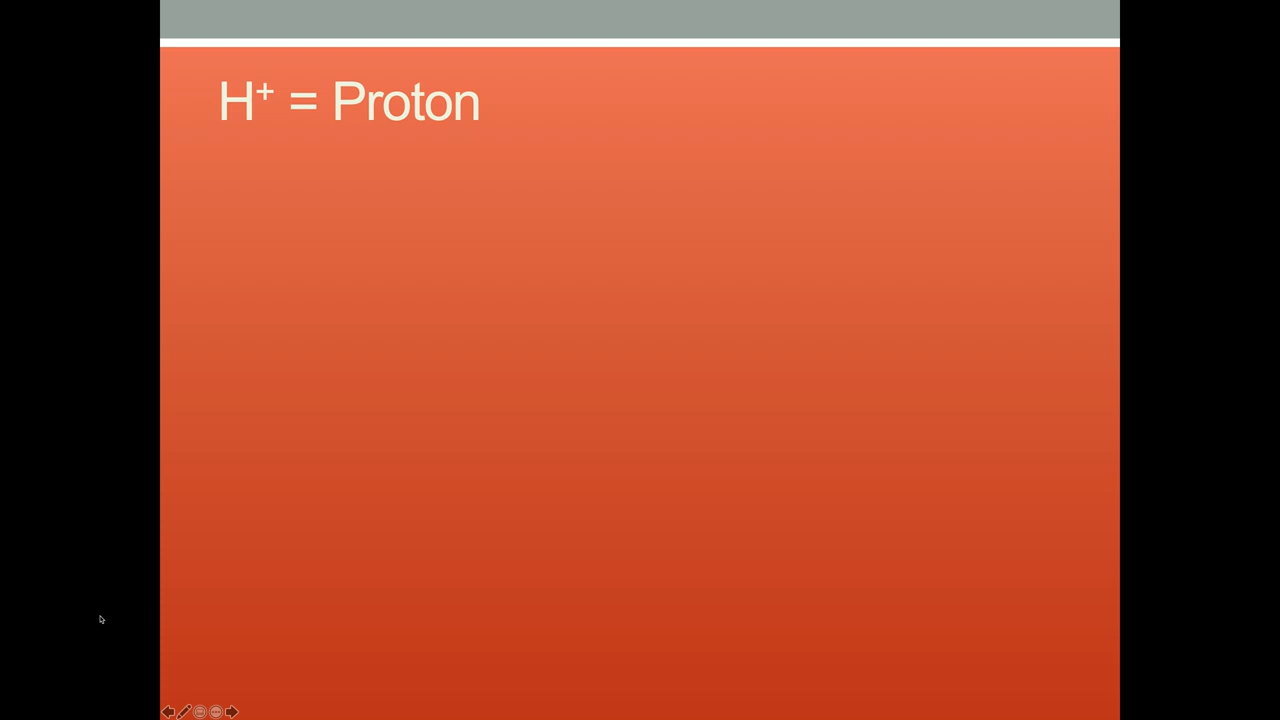 H⁺ = Proton